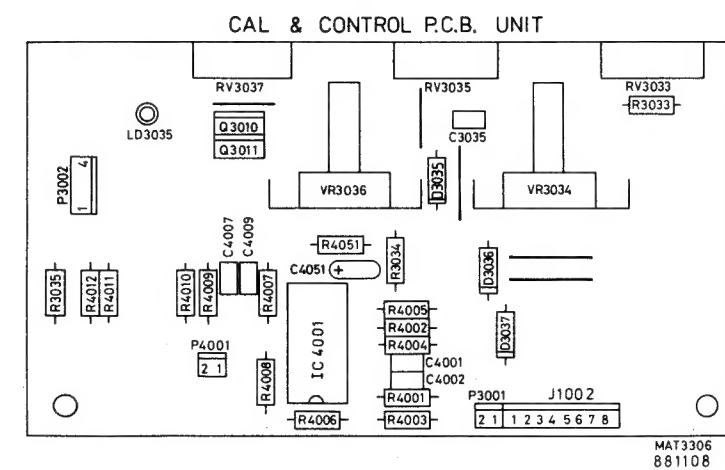 CAL & CONTROL P.C.B. UNIT
RV3037
RV3035
RV3033
R3033
LD3035
Q3010
Q3011
C3035
P3002
4
1
D3035
VR3036
VR3034
C4007
C4009
R4051
C4051
+
R3034
D3036
R3035
R4012
R4011
R4010
R4009
R4007
IC4001
R4005
R4002
R4004
D3037
P4001
2 1
R4008
C4001
C4002
R4001
P3001
J1002
R4006
R4003
2 1
1 2 3 4 5 6 7 8
MAT3306
881108